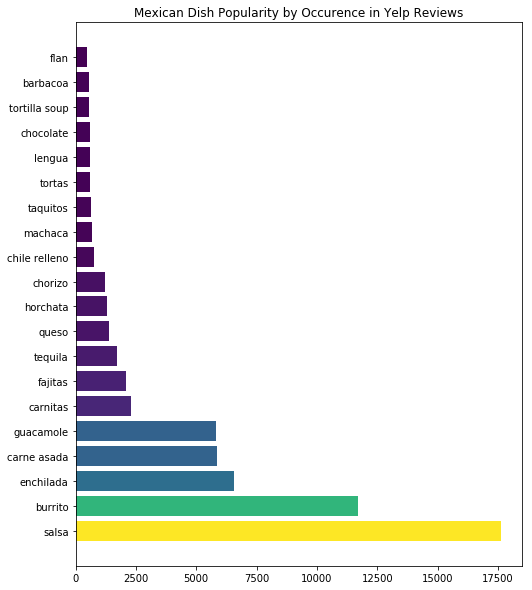 Mexican Dish Popularity by Occurence in Yelp Reviews
flan
barbacoa
tortilla soup
chocolate
lengua
tortas
taquitos
machaca
chile relleno
chorizo
horchata
queso
tequila
fajitas
carnitas
guacamole
carne asada
enchilada
burrito
salsa
0 2500 5000 7500 10000 12500 15000 17500